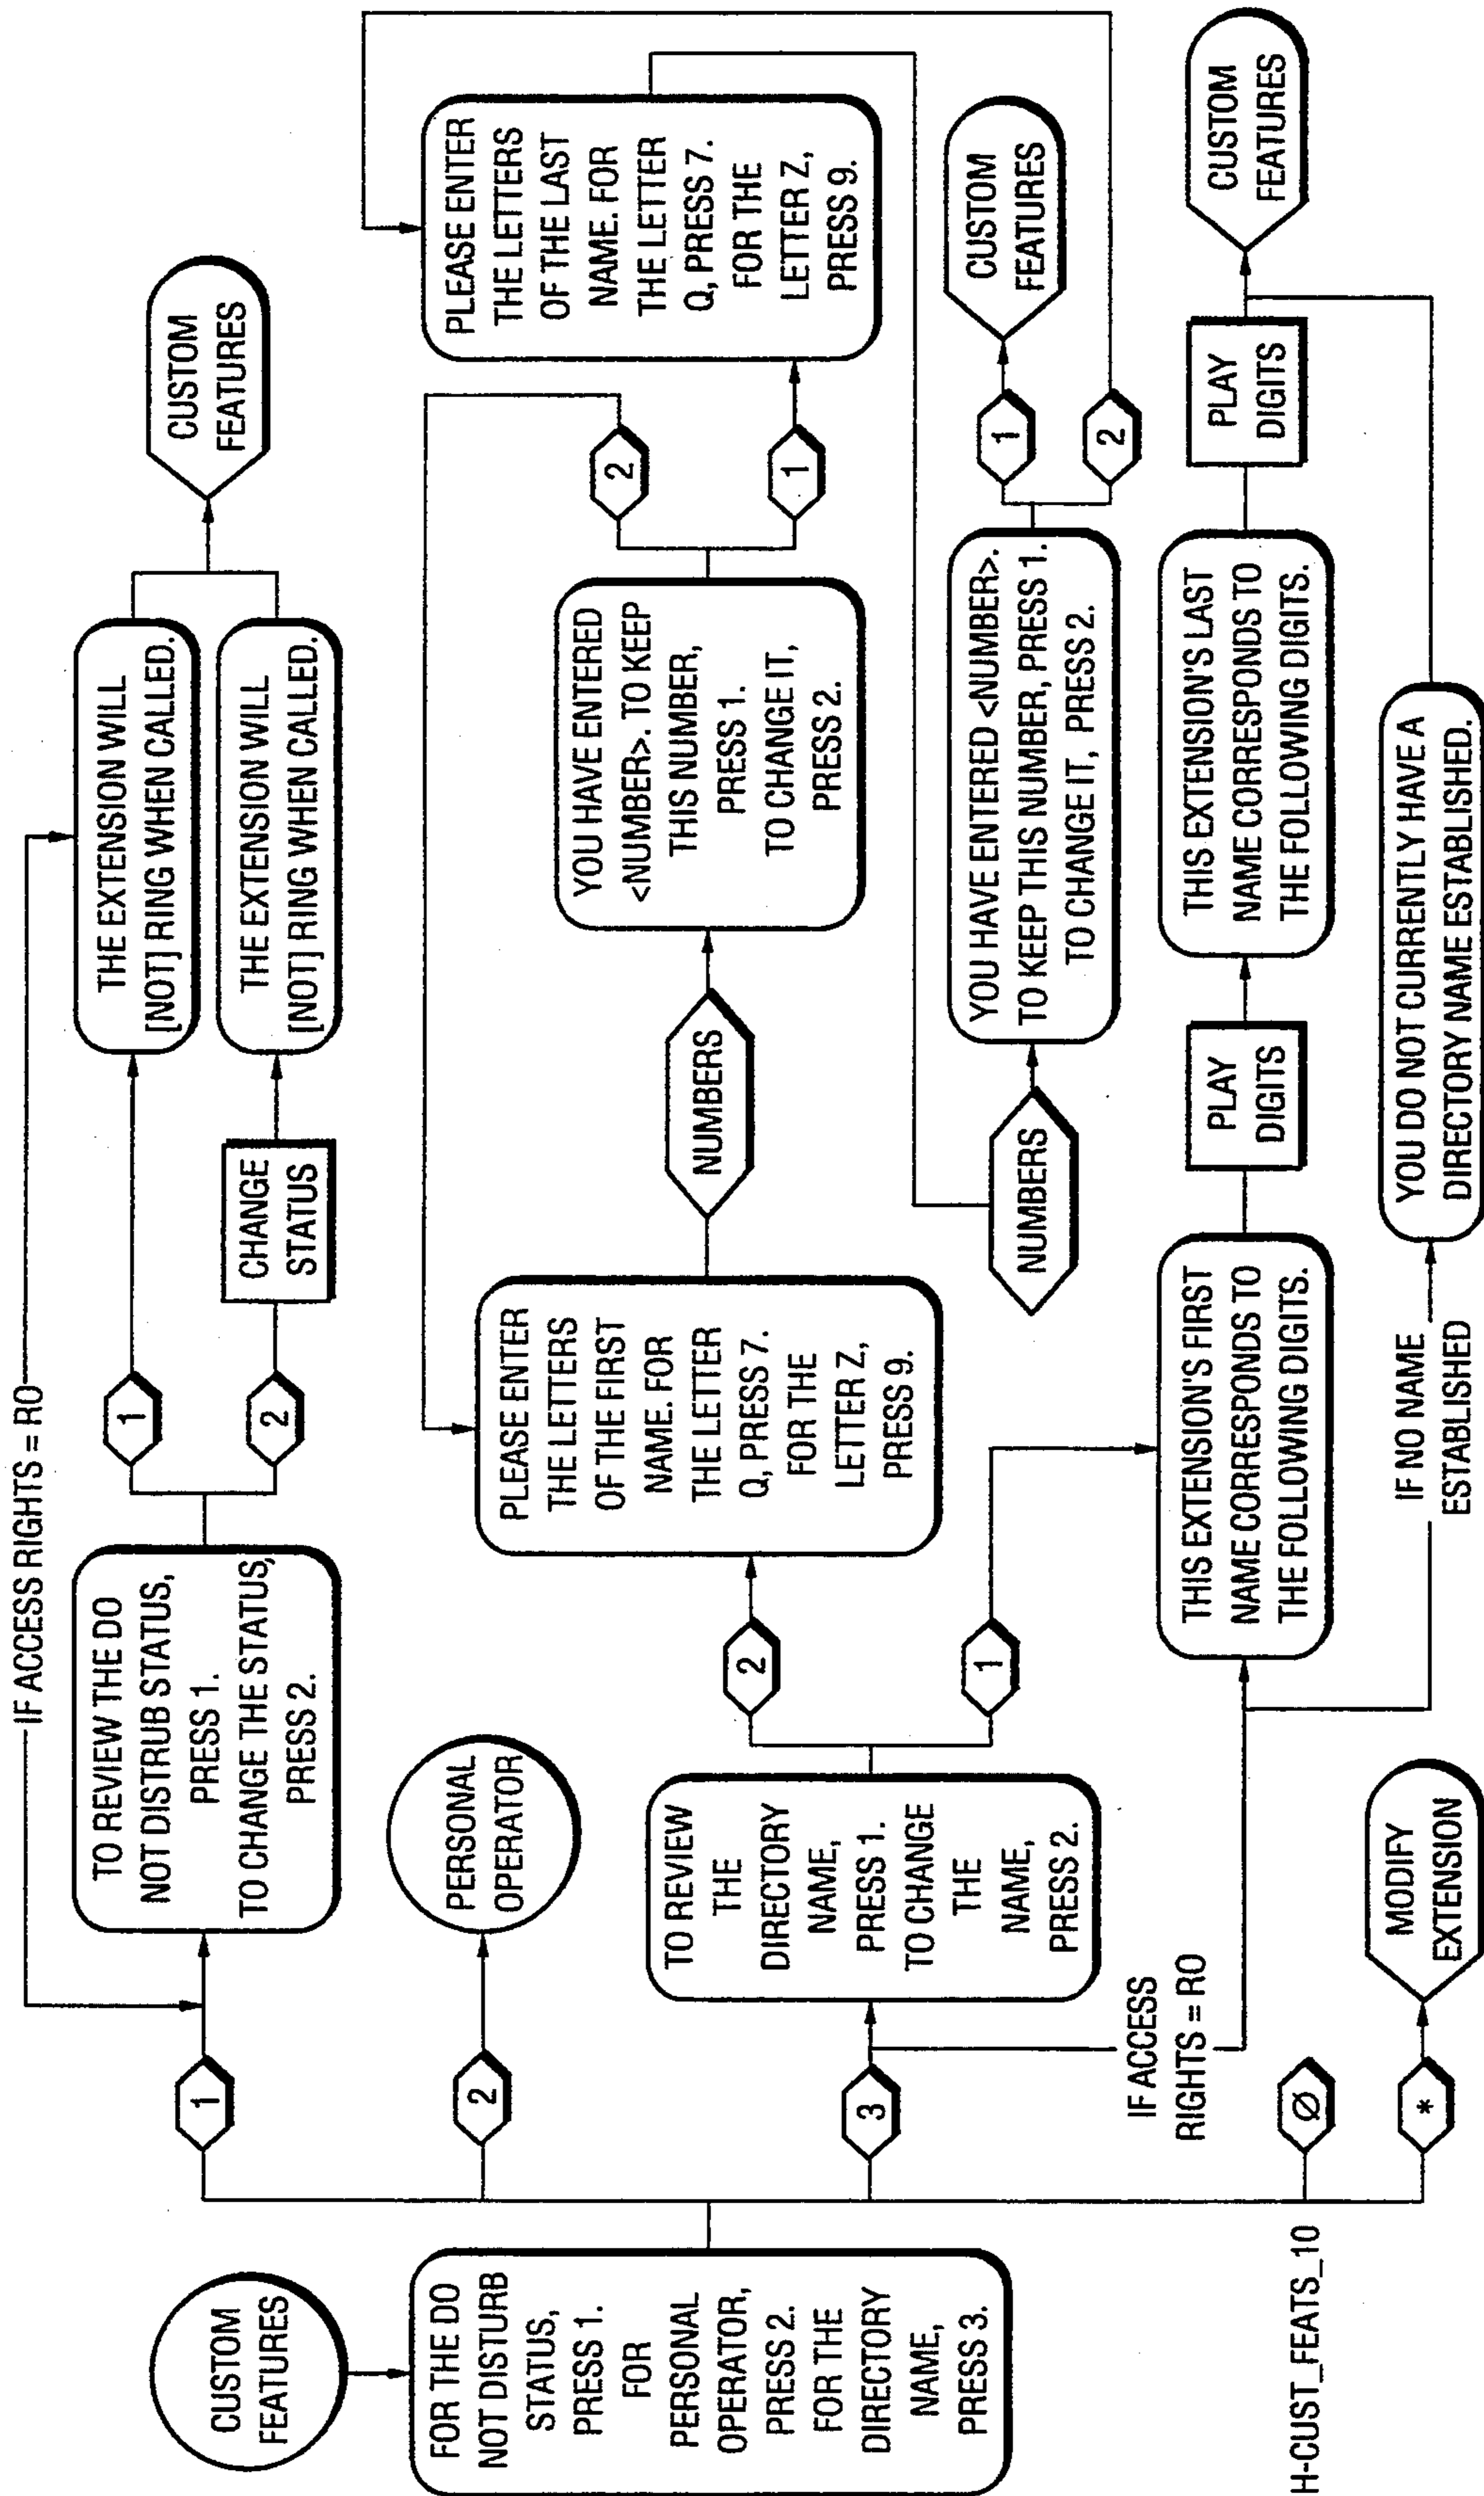 CUSTOM
FEATURES
FOR THE DO
NOT DISTURB
STATUS,
PRESS 1.
FOR
PERSONAL
OPERATOR,
PRESS 2.
FOR THE
DIRECTORY
NAME,
PRESS 3.
H-CUST_FEATS_10
1
2
3
Ø
*
IF ACCESS RIGHTS = RO
TO REVIEW THE DO
NOT DISTRUB STATUS,
PRESS 1.
TO CHANGE THE STATUS,
PRESS 2.
1
2
CHANGE
STATUS
THE EXTENSION WILL
[NOT] RING WHEN CALLED.
THE EXTENSION WILL
[NOT] RING WHEN CALLED.
CUSTOM
FEATURES
PERSONAL
OPERATOR
TO REVIEW
THE
DIRECTORY
NAME,
PRESS 1.
TO CHANGE
THE
NAME,
PRESS 2.
IF ACCESS
RIGHTS = RO
MODIFY
EXTENSION
2
1
PLEASE ENTER
THE LETTERS
OF THE FIRST
NAME. FOR
THE LETTER
Q, PRESS 7.
FOR THE
LETTER Z,
PRESS 9.
NUMBERS
YOU HAVE ENTERED
<NUMBER>. TO KEEP
THIS NUMBER,
PRESS 1.
TO CHANGE IT,
PRESS 2.
2
1
PLEASE ENTER
THE LETTERS
OF THE LAST
NAME. FOR
THE LETTER
Q, PRESS 7.
FOR THE
LETTER Z,
PRESS 9.
NUMBERS
YOU HAVE ENTERED <NUMBER>.
TO KEEP THIS NUMBER, PRESS 1.
TO CHANGE IT, PRESS 2.
1
2
CUSTOM
FEATURES
THIS EXTENSION'S FIRST
NAME CORRESPONDS TO
THE FOLLOWING DIGITS.
PLAY
DIGITS
THIS EXTENSION'S LAST
NAME CORRESPONDS TO
THE FOLLOWING DIGITS.
PLAY
DIGITS
CUSTOM
FEATURES
IF NO NAME
ESTABLISHED
YOU DO NOT CURRENTLY HAVE A
DIRECTORY NAME ESTABLISHED.